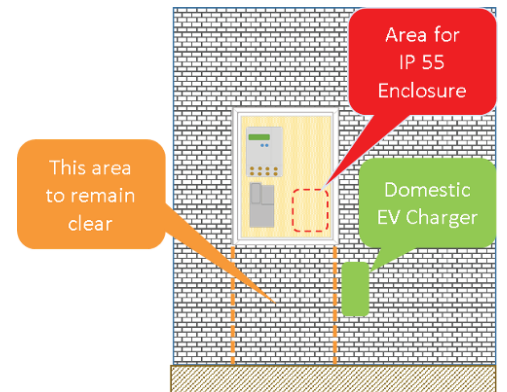 Area for
IP 55
Enclosure
This area
to remain
clear
Domestic
EV Charger